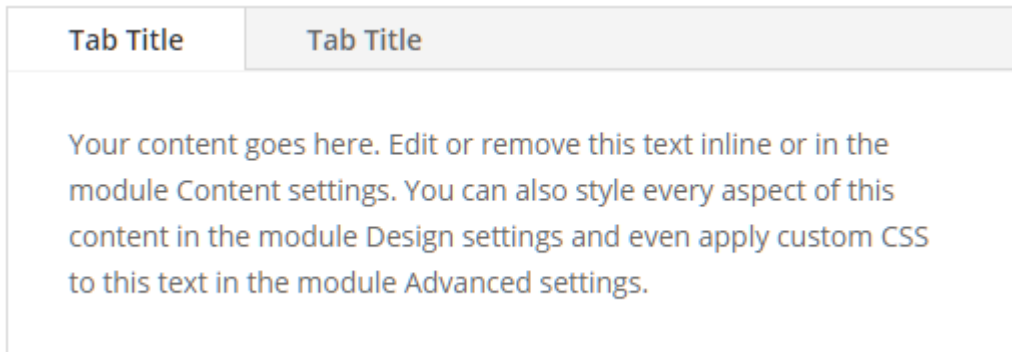 Tab Title Tab Title
Your content goes here. Edit or remove this text inline or in the
module Content settings. You can also style every aspect of this
content in the module Design settings and even apply custom CSS
to this text in the module Advanced settings.